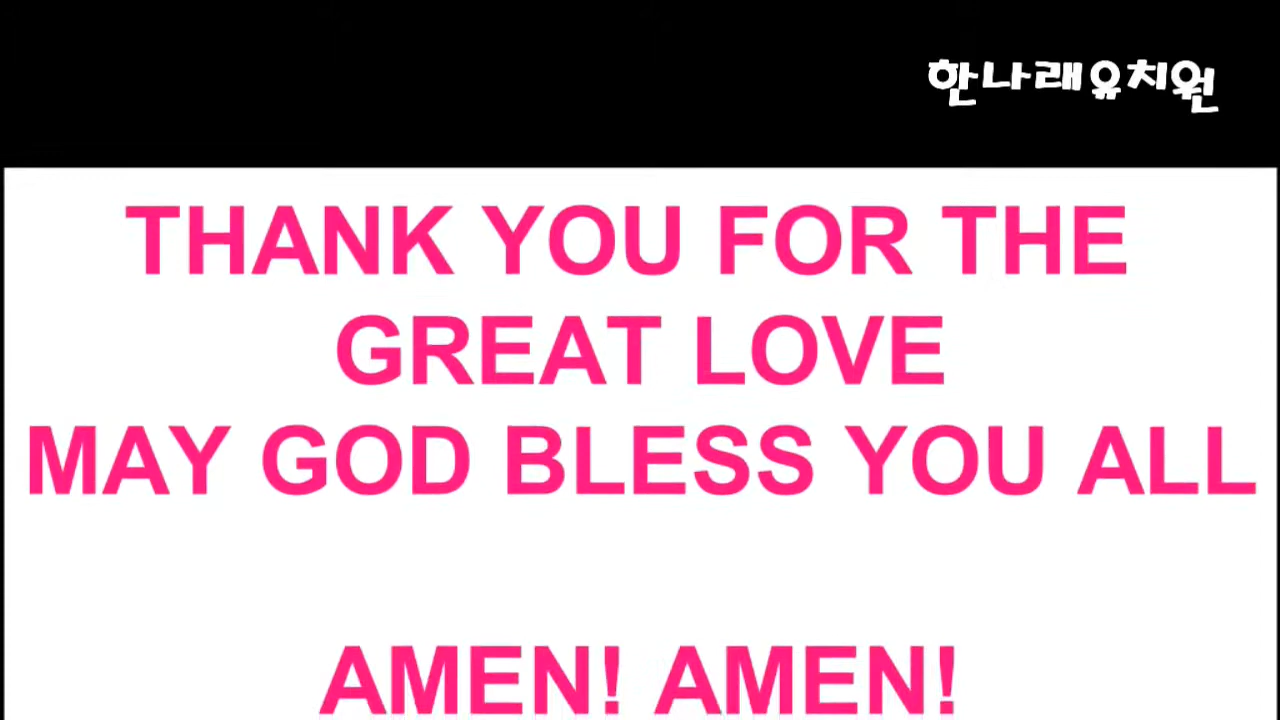 한나래유치원
THANK YOU FOR THE
GREAT LOVE
MAY GOD BLESS YOU ALL
AMEN! AMEN!